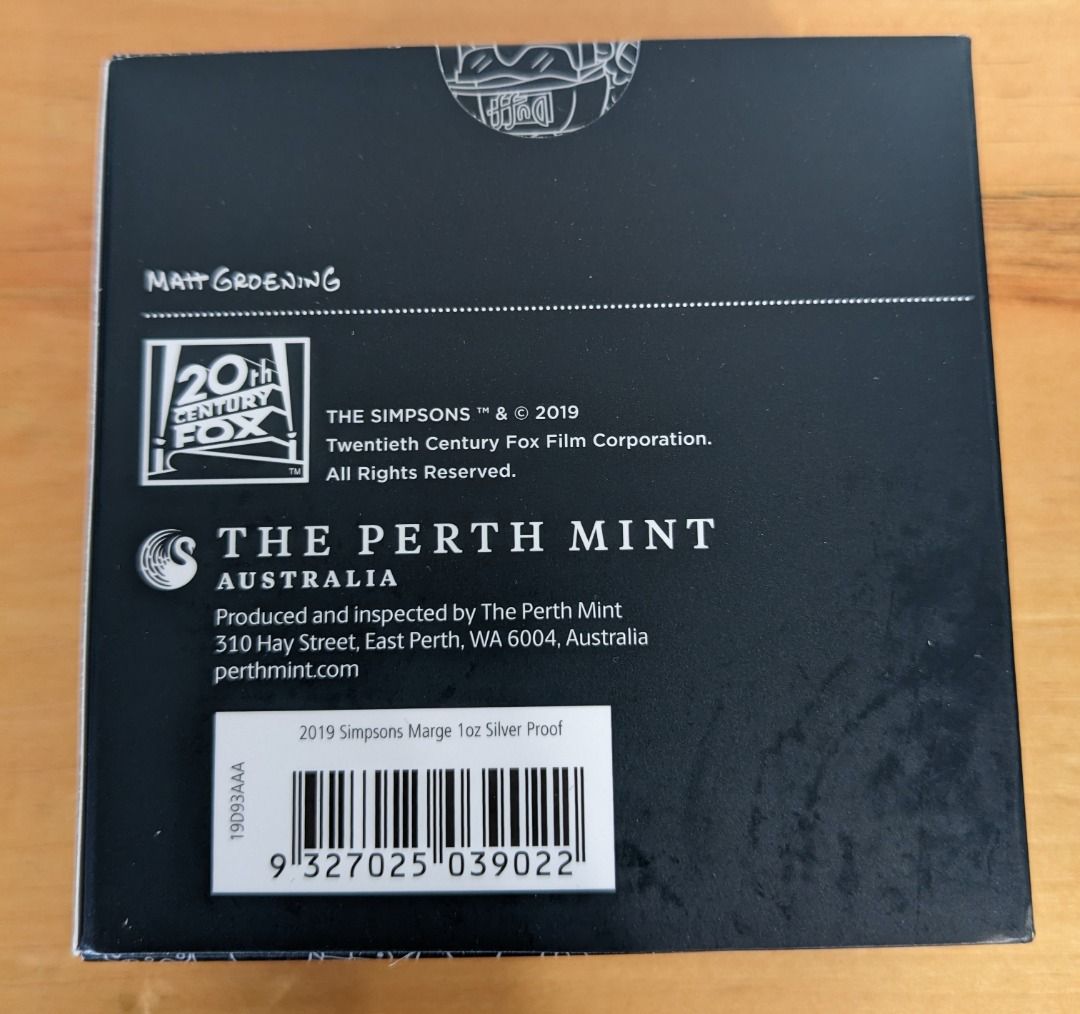 Duff
MATT GROENING
20th
CENTURY
FOX
TM
THE SIMPSONS ™ & © 2019
Twentieth Century Fox Film Corporation.
All Rights Reserved.
THE PERTH MINT
AUSTRALIA
Produced and inspected by The Perth Mint
310 Hay Street, East Perth, WA 6004, Australia
perthmint.com
2019 Simpsons Marge 1oz Silver Proof
19D93AAA
9 327025 039022